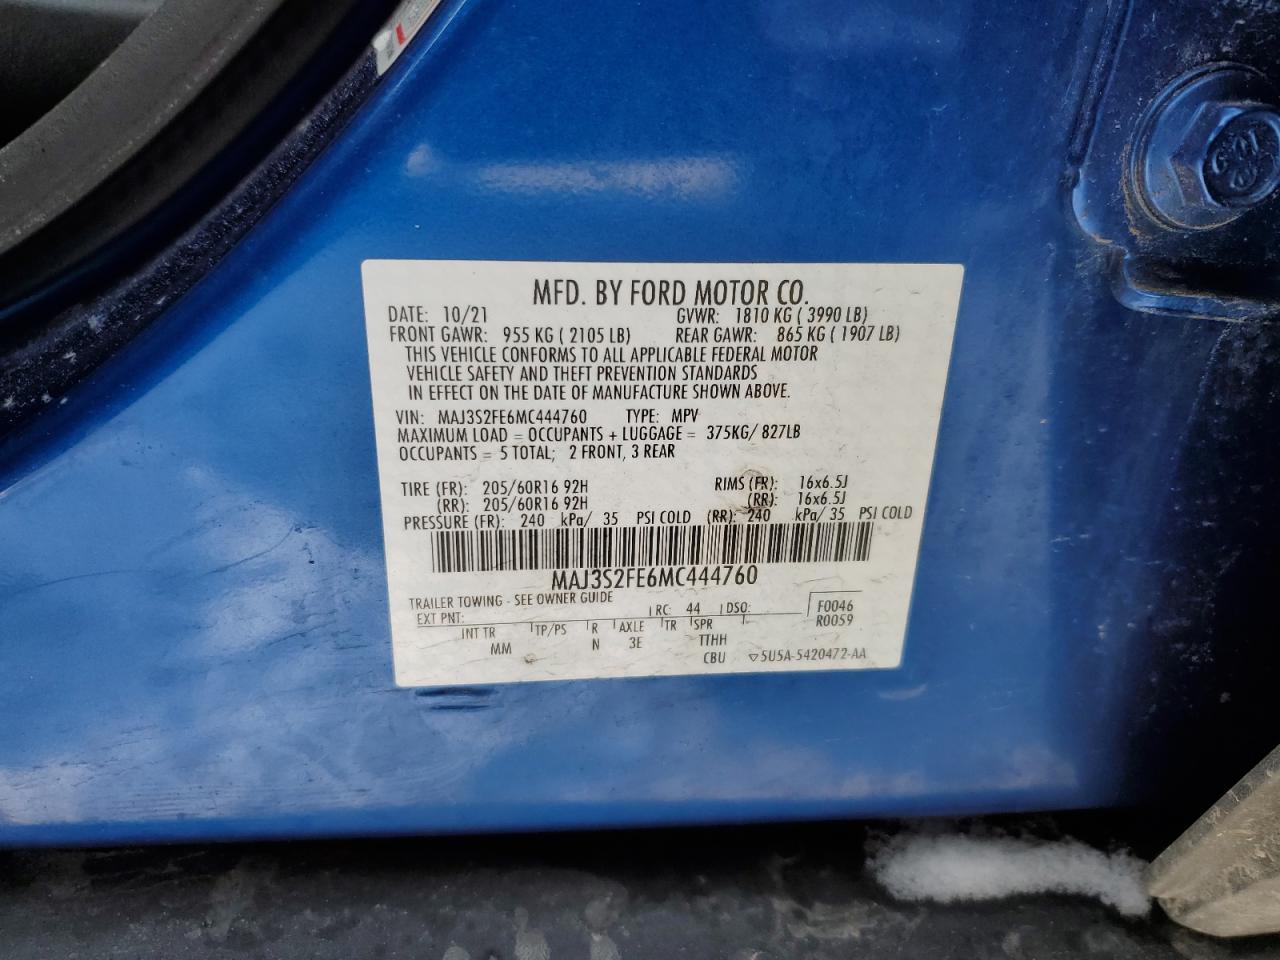 MFD. BY FORD MOTOR CO.
DATE: 10/21 GVWR: 1810 KG ( 3990 LB)
FRONT GAWR: 955 KG ( 2105 LB) REAR GAWR: 865 KG ( 1907 LB)
THIS VEHICLE CONFORMS TO ALL APPLICABLE FEDERAL MOTOR
VEHICLE SAFETY AND THEFT PREVENTION STANDARDS
IN EFFECT ON THE DATE OF MANUFACTURE SHOWN ABOVE.
VIN: MAJ3S2FE6MC444760 TYPE: MPV
MAXIMUM LOAD = OCCUPANTS + LUGGAGE = 375KG/ 827LB
OCCUPANTS = 5 TOTAL; 2 FRONT, 3 REAR
TIRE (FR): 205/60R16 92H RIMS (FR): 16x6.5J
(RR): 205/60R16 92H (RR): 16x6.5J
PRESSURE (FR): 240 kPa/ 35 PSI COLD (RR): 240 kPa/ 35 PSI COLD
MAJ3S2FE6MC444760
TRAILER TOWING - SEE OWNER GUIDE
EXT PNT: RC: 44 DSO: F0046
R0059
INT TR TP/PS R AXLE TR SPR
MM N 3E TTHH
CBU ▽5U5A-5420472-AA